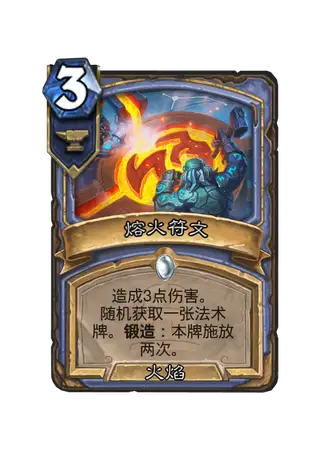 3
熔火符文
造成3点伤害。
随机获取一张法术
牌。锻造：本牌施放
两次。
火焰